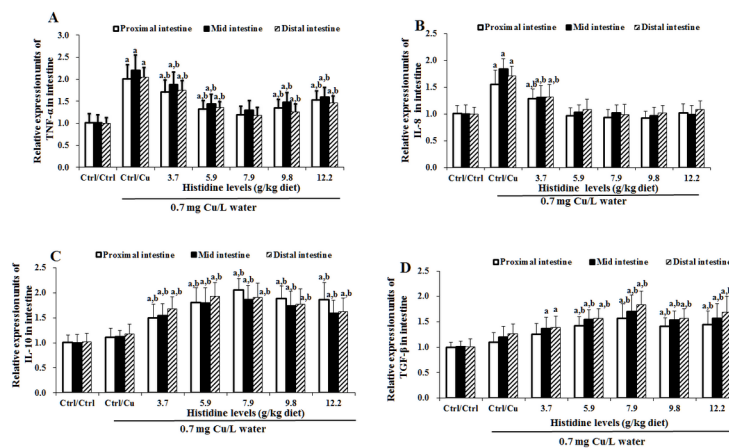 A
Proximal intestine Mid intestine Distal intestine
Relative expression units of
TNF-α in intestine
3.0
2.5
2.0
1.5
1.0
0.5
0.0
a a a
a,b a,b a,b
a,b a,b a,b
a,b a,b a,b
a,b a,b a,b
Ctrl/Ctrl Ctrl/Cu 3.7 5.9 7.9 9.8 12.2
Histidine levels (g/kg diet)
0.7 mg Cu/L water
B
Proximal intestine Mid intestine Distal intestine
Relative expression units of
IL-8 in intestine
2.5
2.0
1.5
1.0
0.5
0.0
a a a
a,b a,b a,b
Ctrl/Ctrl Ctrl/Cu 3.7 5.9 7.9 9.8 12.2
Histidine levels (g/kg diet)
0.7 mg Cu/L water
C
Proximal intestine Mid intestine Distal intestine
Relative expression units of
IL-10 in intestine
2.5
2.0
1.5
1.0
0.5
0.0
a,b a,b a,b
a,b a,b a,b
a,b a,b a,b
a,b a,b a,b
a,b a,b a,b
Ctrl/Ctrl Ctrl/Cu 3.7 5.9 7.9 9.8 12.2
Histidine levels (g/kg diet)
0.7 mg Cu/L water
D
Proximal intestine Mid intestine Distal intestine
Relative expression units of
TGF-β in intestine
2.5
2.0
1.5
1.0
0.5
0.0
a a
a,b a,b a,b
a,b a,b a,b
a,b a,b a,b
a,b a,b a,b
Ctrl/Ctrl Ctrl/Cu 3.7 5.9 7.9 9.8 12.2
Histidine levels (g/kg diet)
0.7 mg Cu/L water